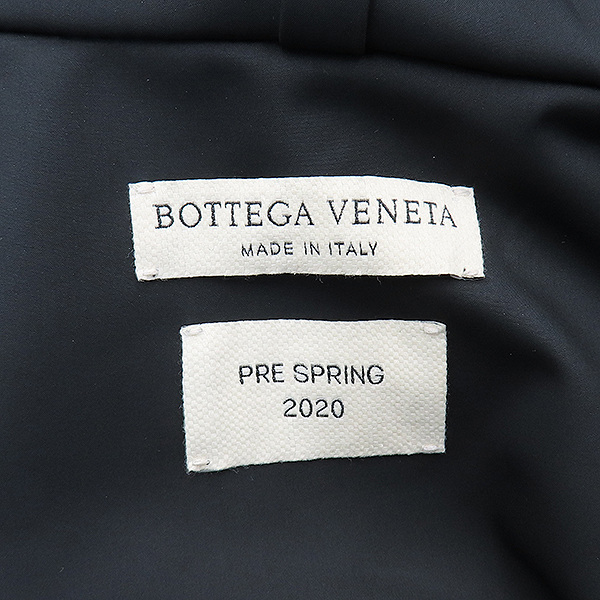 BOTTEGA VENETA
MADE IN ITALY
PRE SPRING
2020